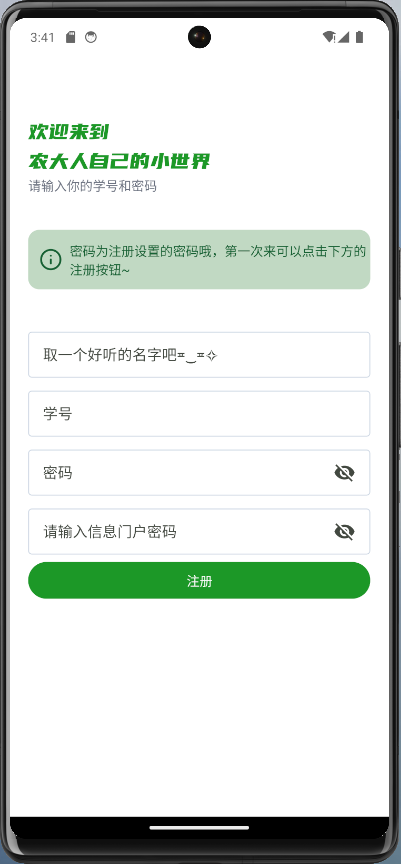 3:41
欢迎来到
农大人自己的小世界
请输入你的学号和密码
密码为注册设置的密码哦，第一次来可以点击下方的
注册按钮~
取一个好听的名字吧≖‿≖✧
学号
密码
请输入信息门户密码
注册